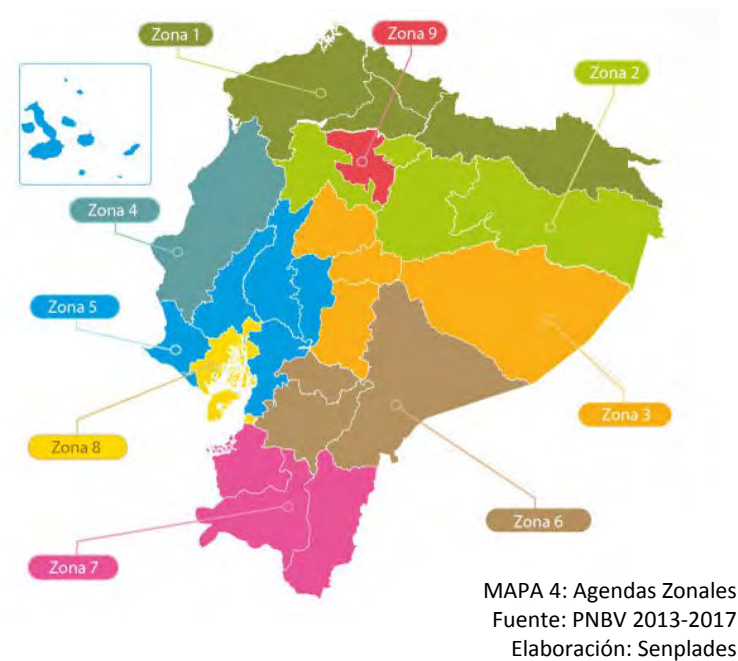 Zona 1
Zona 9
Zona 2
Zona 4
Zona 5
Zona 3
Zona 8
Zona 6
Zona 7
MAPA 4: Agendas Zonales
Fuente: PNBV 2013-2017
Elaboración: Senplades